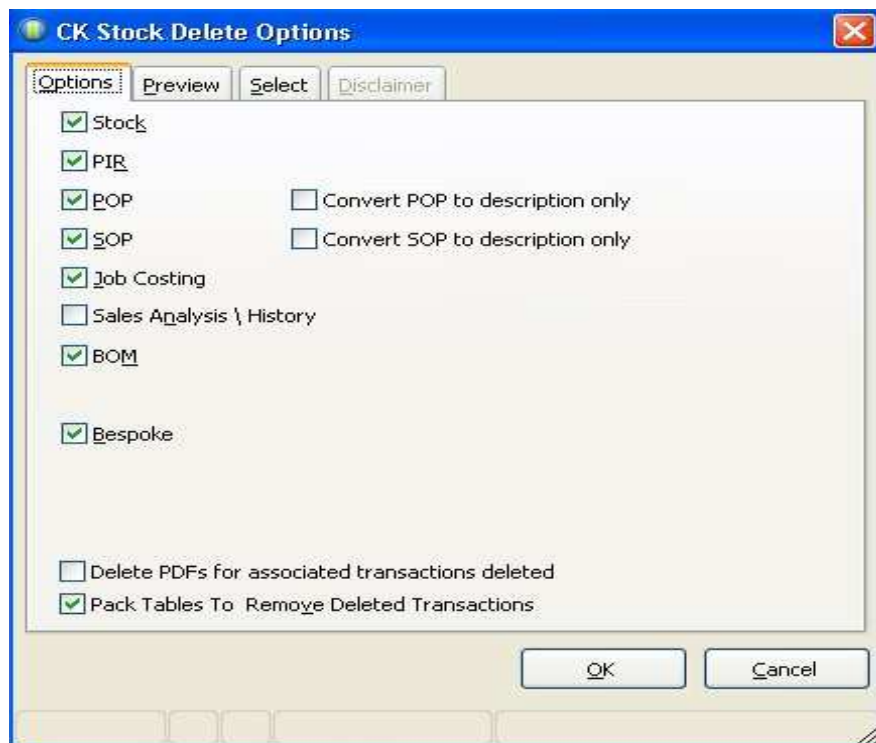 CK Stock Delete Options
Options Preview Select Disclaimer
Stock
PIR
POP Convert POP to description only
SOP Convert SOP to description only
Job Costing
Sales Analysis \ History
BOM
Bespoke
Delete PDFs for associated transactions deleted
Pack Tables To Remove Deleted Transactions
OK Cancel